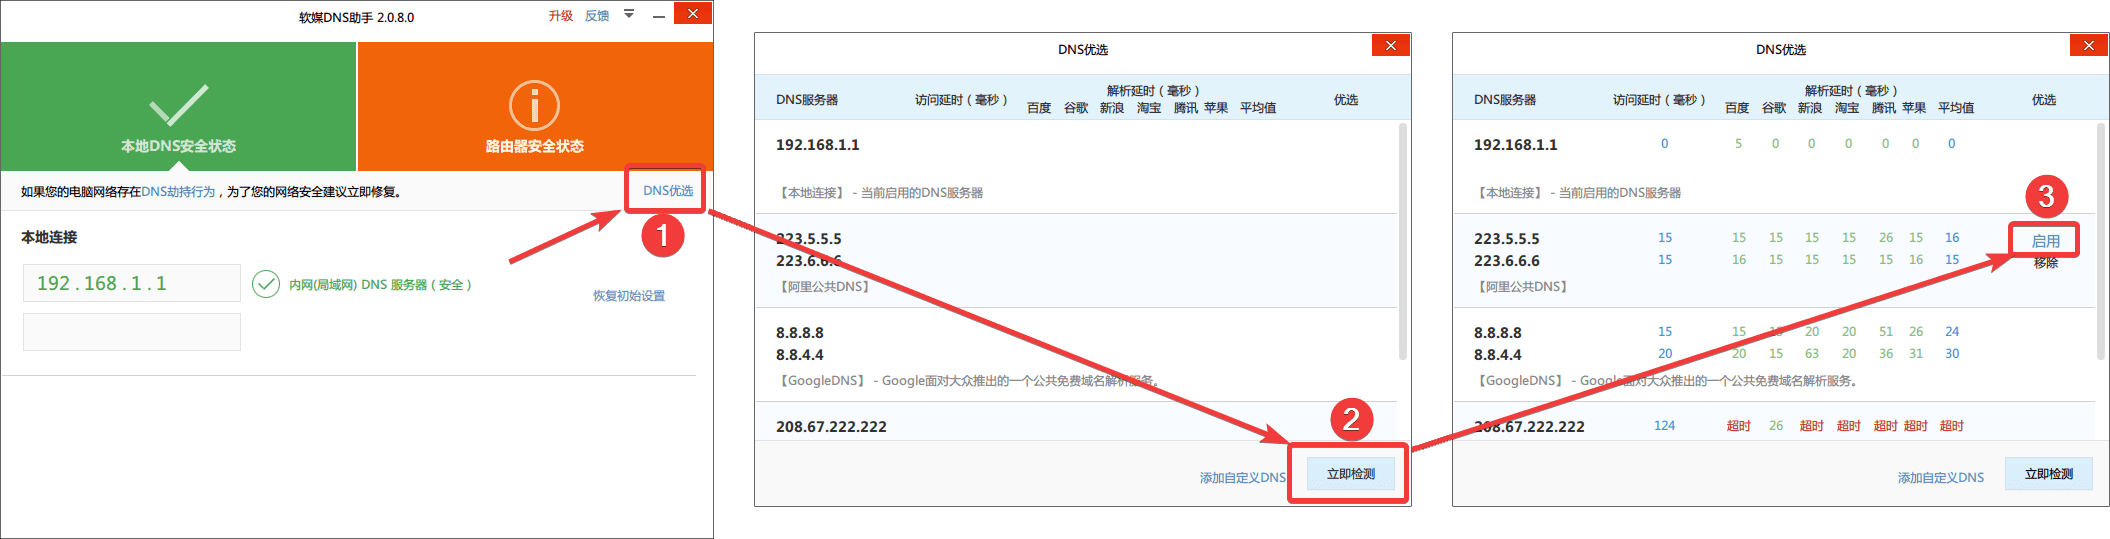 软媒DNS助手 2.0.8.0
升级 反馈
本地DNS安全状态
路由器安全状态
如果您的电脑网络存在DNS劫持行为，为了您的网络安全建议立即修复。
DNS优选
1
本地连接
192.168.1.1
内网(局域网) DNS 服务器（安全）
恢复初始设置
DNS优选
DNS服务器 访问延时（毫秒） 解析延时（毫秒） 优选
百度 谷歌 新浪 淘宝 腾讯 苹果 平均值
192.168.1.1
【本地连接】 - 当前启用的DNS服务器
223.5.5.5
223.6.6.6
【阿里公共DNS】
8.8.8.8
8.8.4.4
【GoogleDNS】 - Google面对大众推出的一个公共免费域名解析服务。
208.67.222.222
2
添加自定义DNS 立即检测
DNS优选
DNS服务器 访问延时（毫秒） 解析延时（毫秒） 优选
百度 谷歌 新浪 淘宝 腾讯 苹果 平均值
192.168.1.1 0 5 0 0 0 0 0 0
【本地连接】 - 当前启用的DNS服务器
3
223.5.5.5 15 15 15 15 15 26 15 16 启用
223.6.6.6 15 16 15 15 15 15 16 15 移除
【阿里公共DNS】
8.8.8.8 15 15 15 20 20 51 26 24
8.8.4.4 20 20 15 63 20 36 31 30
【GoogleDNS】 - Google面对大众推出的一个公共免费域名解析服务。
208.67.222.222 124 超时 26 超时 超时 超时 超时 超时
添加自定义DNS 立即检测